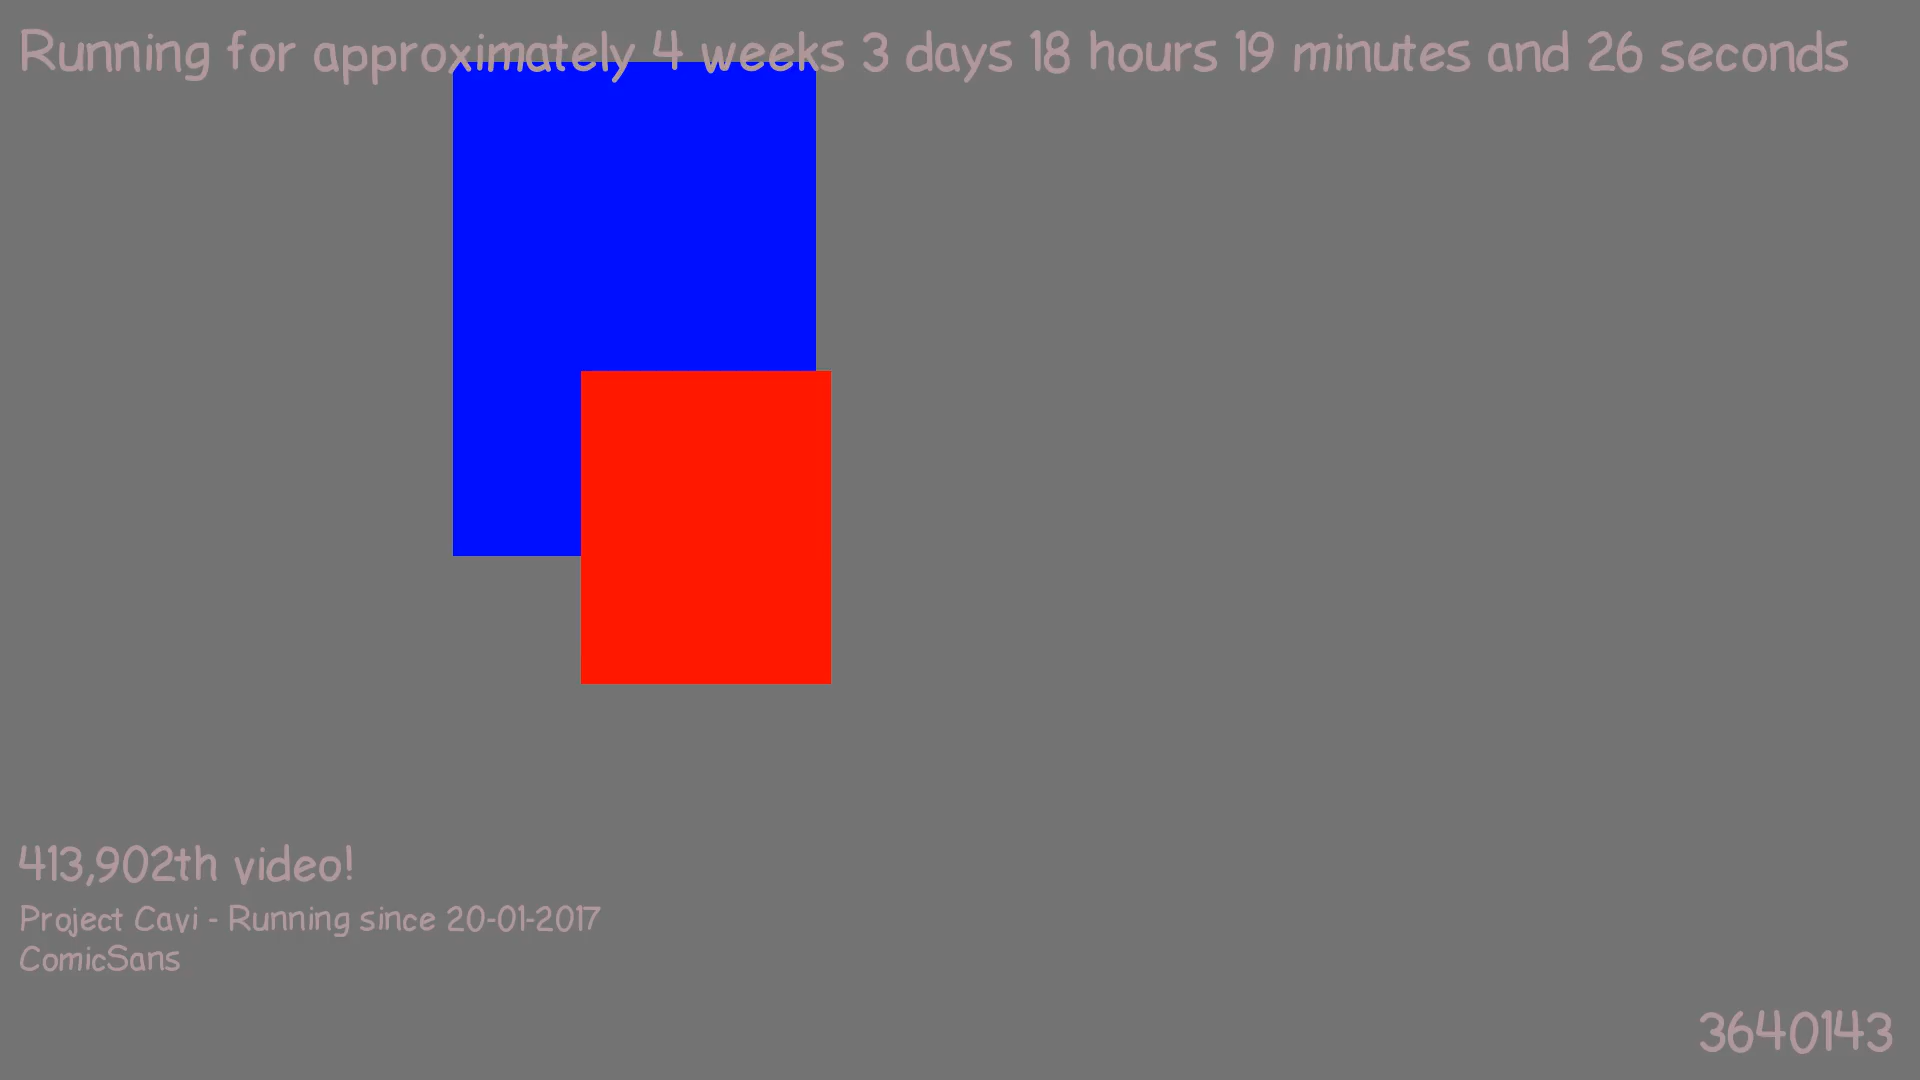 Running for approximately 4 weeks 3 days 18 hours 19 minutes and 26 seconds
413,902th video!
Project Cavi - Running since 20-01-2017
ComicSans
3640143